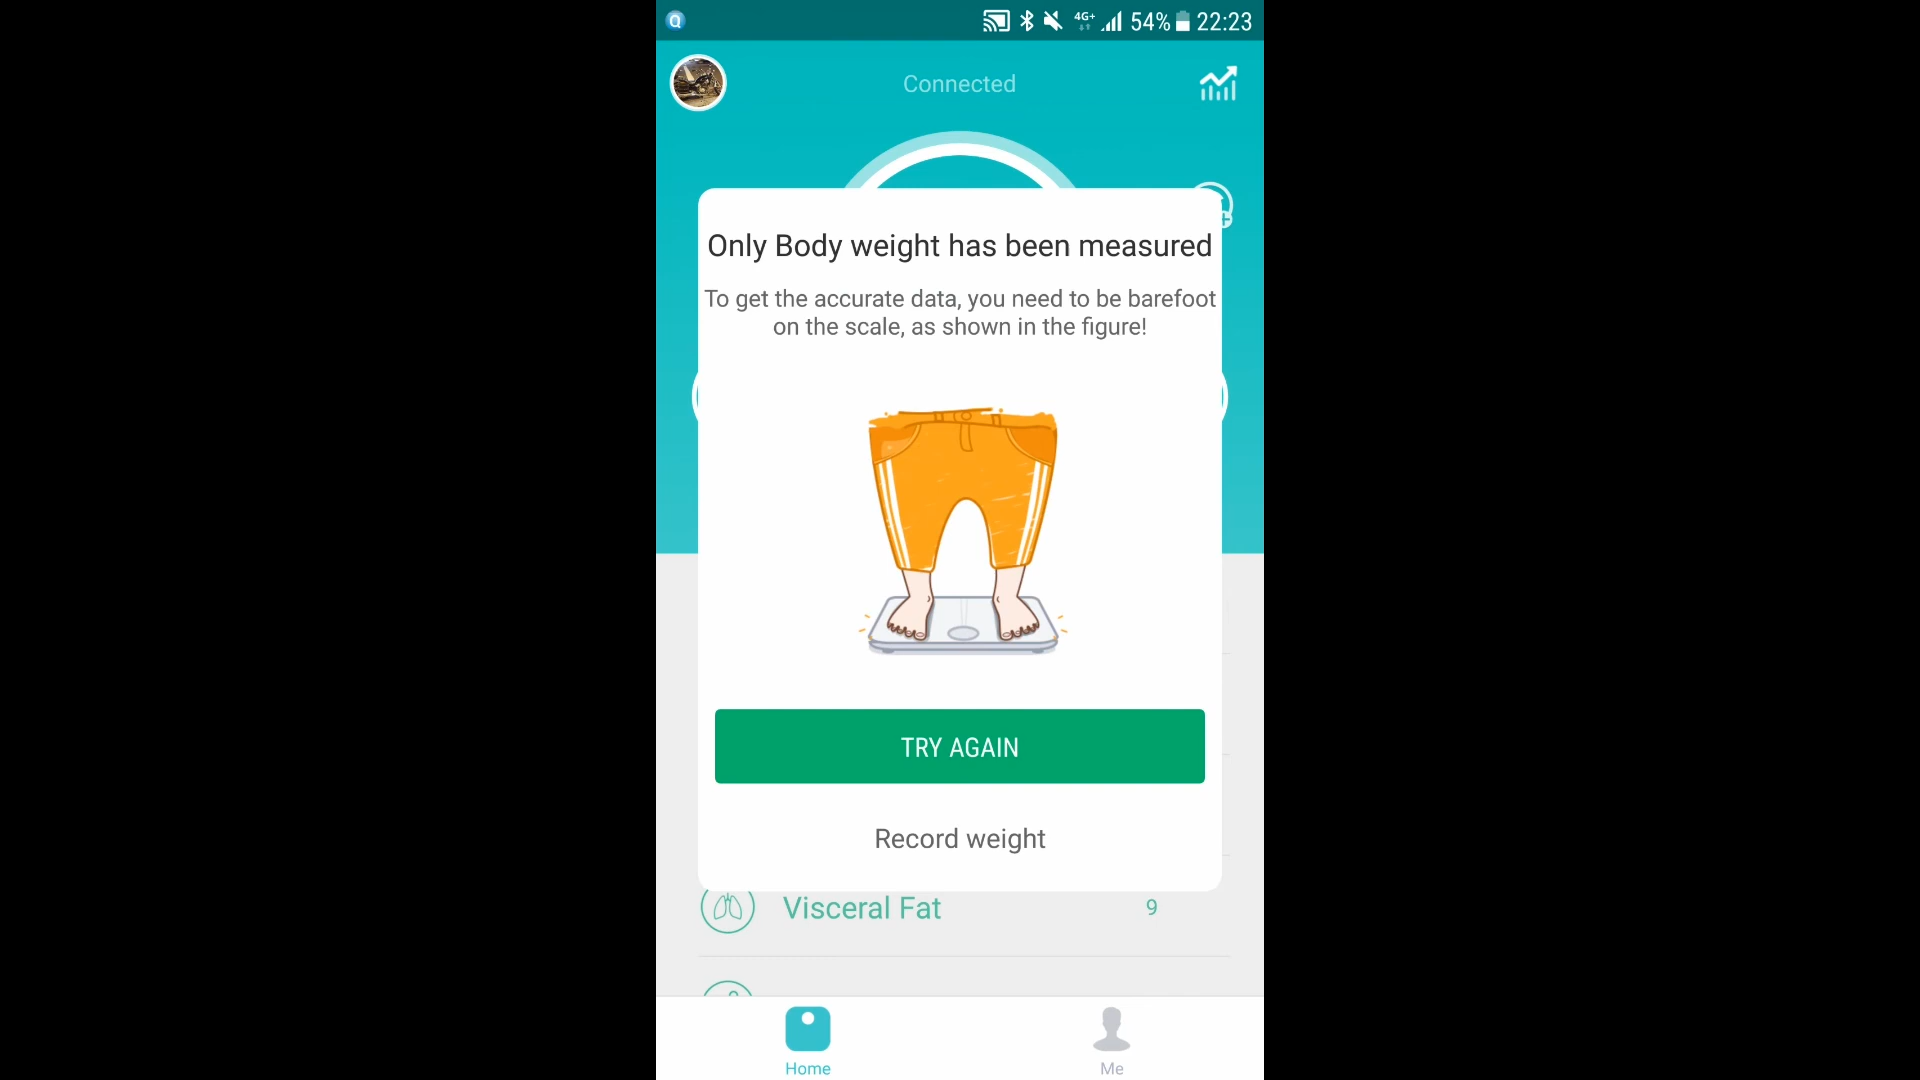 Q 4G+ 54% 22:23
Connected
Only Body weight has been measured
To get the accurate data, you need to be barefoot
on the scale, as shown in the figure!
TRY AGAIN
Record weight
Visceral Fat 9
Home Me